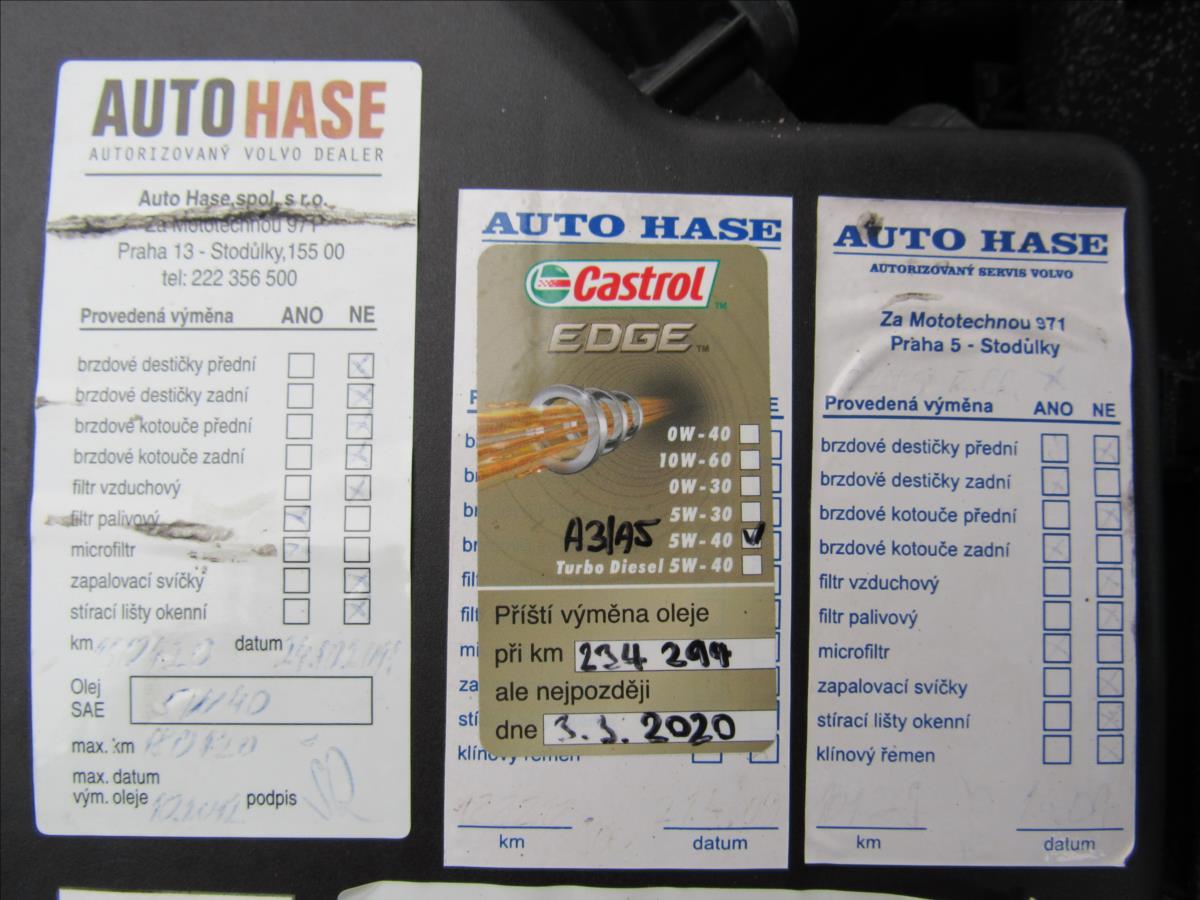 AUTO HASE
AUTORIZOVANÝ VOLVO DEALER
Auto Hase,spol. s r.o.
Za Mototechnou 971
Praha 13 - Stodůlky,155 00
tel: 222 356 500
Provedená výměna ANO NE
brzdové destičky přední
brzdové destičky zadní
brzdové kotouče přední
brzdové kotouče zadní
filtr vzduchový
filtr palivový
microfiltr
zapalovací svíčky
stírací lišty okenní
km datum
Olej
SAE 5W40
max. km
max. datum
vým. oleje podpis
AUTO HASE
Castrol
EDGE
0W-40
10W-60
0W-30
5W-30
A3/A5 5W-40
Turbo Diesel 5W-40
Příští výměna oleje
při km 234 294
ale nejpozději
dne 3.3.2020
klínový řemen
km datum
AUTO HASE
AUTORIZOVANÝ SERVIS VOLVO
Za Mototechnou 971
Praha 5 - Stodůlky
Provedená výměna ANO NE
brzdové destičky přední
brzdové destičky zadní
brzdové kotouče přední
brzdové kotouče zadní
filtr vzduchový
filtr palivový
microfiltr
zapalovací svíčky
stírací lišty okenní
klínový řemen
km datum